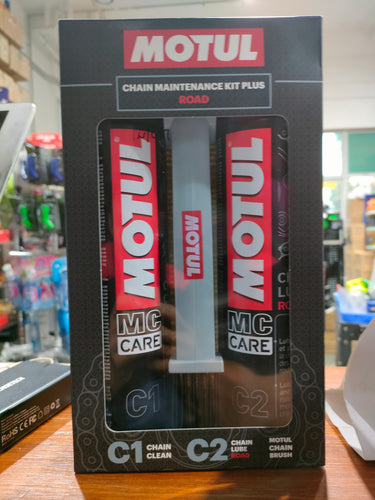 MOTUL
CHAIN MAINTENANCE KIT PLUS
ROAD
MOTUL
MC
CARE
C1
MOTUL
MOTUL
MC
CARE
C2
C1 CHAIN CLEAN
C2 CHAIN LUBE ROAD
MOTUL CHAIN BRUSH
RoHS